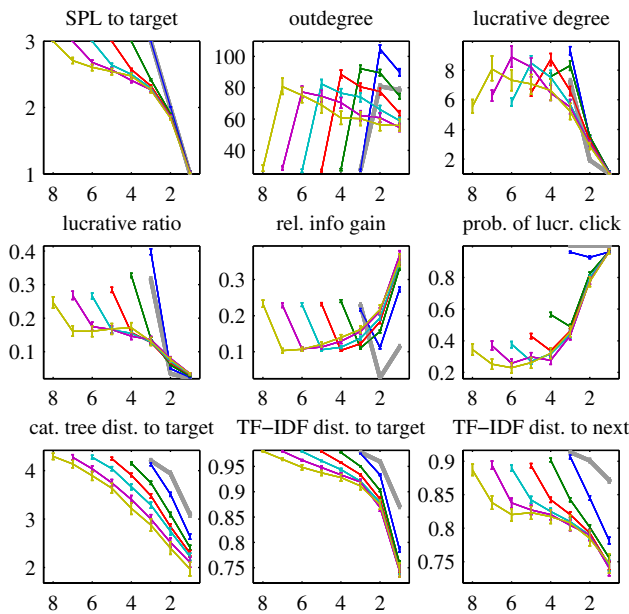 SPL to target
outdegree
lucrative degree
3
2
1
8 6 4 2
100
80
60
40
8 6 4 2
8
6
4
2
8 6 4 2
lucrative ratio
rel. info gain
prob. of lucr. click
0.4
0.3
0.2
0.1
8 6 4 2
0.3
0.2
0.1
8 6 4 2
0.8
0.6
0.4
0.2
8 6 4 2
cat. tree dist. to target
TF−IDF dist. to target
TF−IDF dist. to next
4
3
2
8 6 4 2
0.95
0.9
0.85
0.8
0.75
8 6 4 2
0.9
0.85
0.8
0.75
8 6 4 2